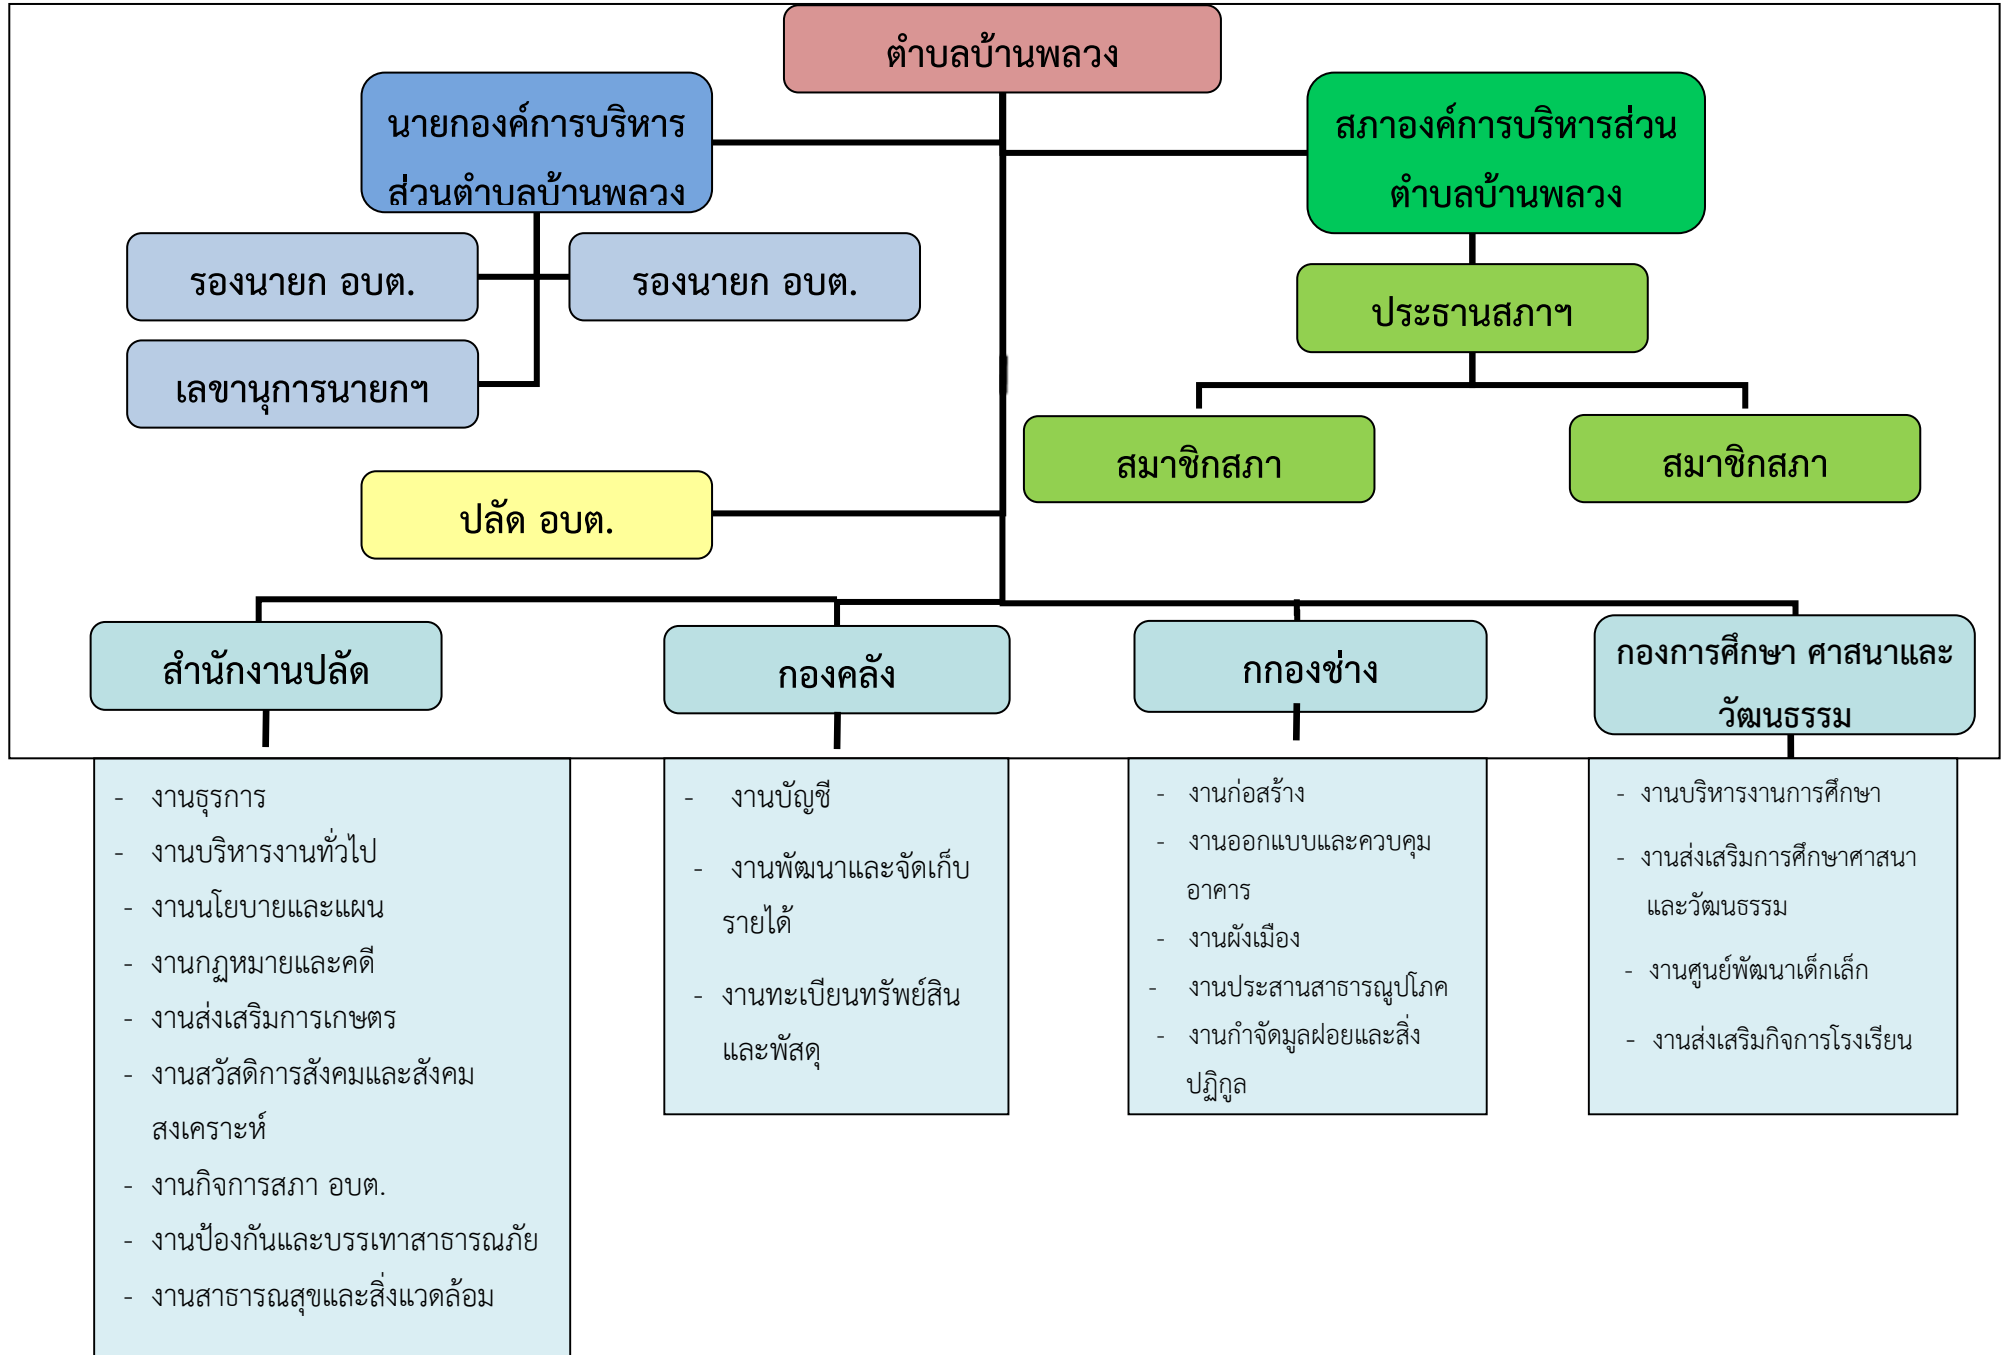 ตำบลบ้านพลวง
นายกองค์การบริหาร
ส่วนตำบลบ้านพลวง
สภาองค์การบริหารส่วน
ตำบลบ้านพลวง
รองนายก อบต.
รองนายก อบต.
ประธานสภาฯ
เลขานุการนายกฯ
สมาชิกสภา
สมาชิกสภา
ปลัด อบต.
สำนักงานปลัด
กองคลัง
กกองช่าง
กองการศึกษา ศาสนาและ
วัฒนธรรม
- งานธุรการ
- งานบริหารงานทั่วไป
- งานนโยบายและแผน
- งานกฏหมายและคดี
- งานส่งเสริมการเกษตร
- งานสวัสดิการสังคมและสังคม
สงเคราะห์
- งานกิจการสภา อบต.
- งานป้องกันและบรรเทาสาธารณภัย
- งานสาธารณสุขและสิ่งแวดล้อม
- งานบัญชี
- งานพัฒนาและจัดเก็บ
รายได้
- งานทะเบียนทรัพย์สิน
และพัสดุ
- งานก่อสร้าง
- งานออกแบบและควบคุม
อาคาร
- งานผังเมือง
- งานประสานสาธารณูปโภค
- งานกำจัดมูลฝอยและสิ่ง
ปฏิกูล
- งานบริหารงานการศึกษา
- งานส่งเสริมการศึกษาศาสนา
และวัฒนธรรม
- งานศูนย์พัฒนาเด็กเล็ก
- งานส่งเสริมกิจการโรงเรียน